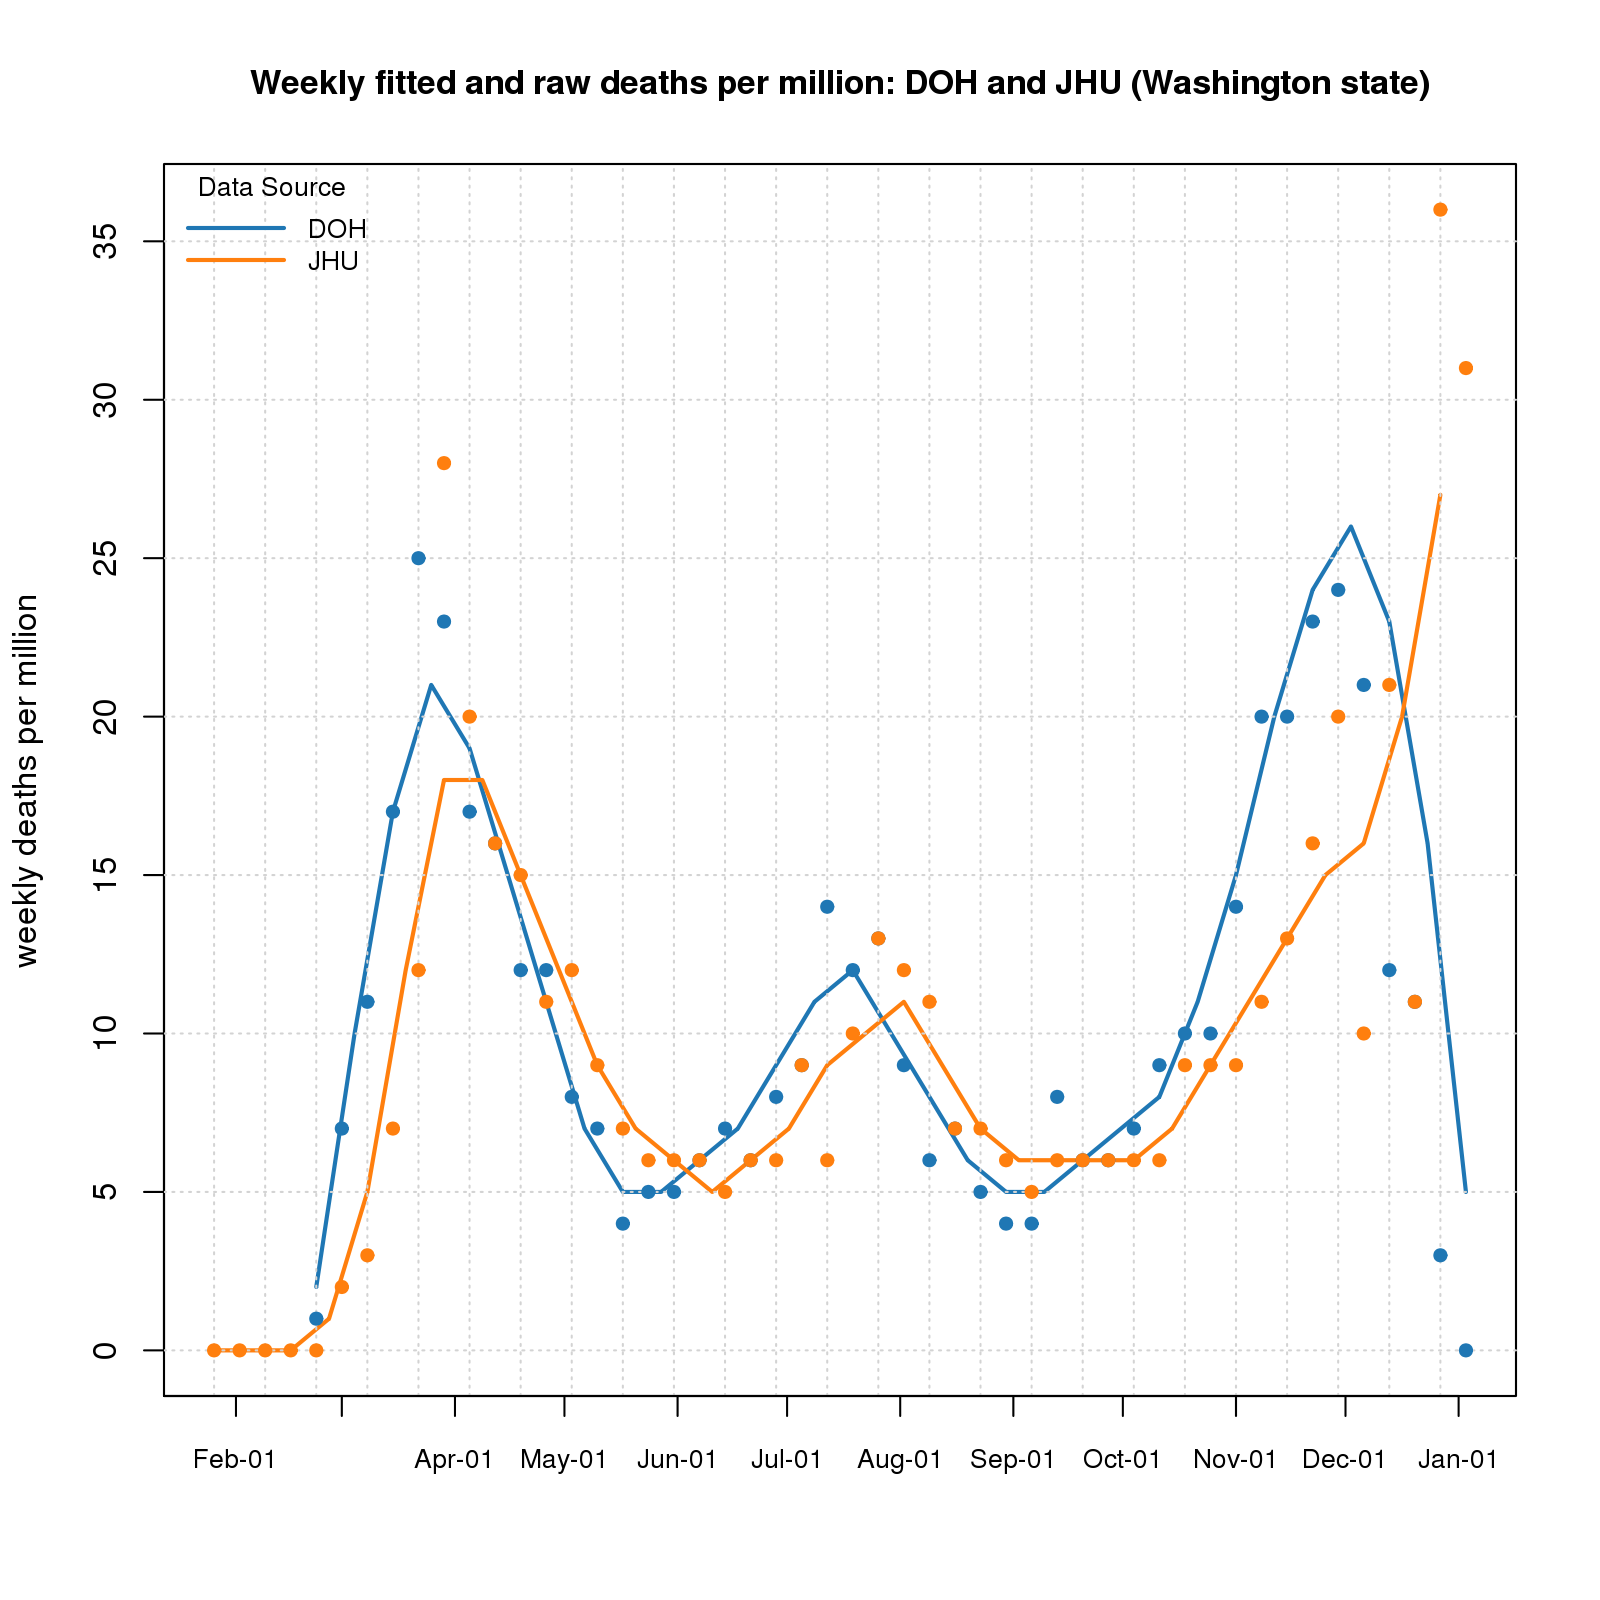 Weekly fitted and raw deaths per million: DOH and JHU (Washington state)
Data Source
DOH
JHU
weekly deaths per million
35
30
25
20
15
10
5
0
Feb-01 Apr-01 May-01 Jun-01 Jul-01 Aug-01 Sep-01 Oct-01 Nov-01 Dec-01 Jan-01